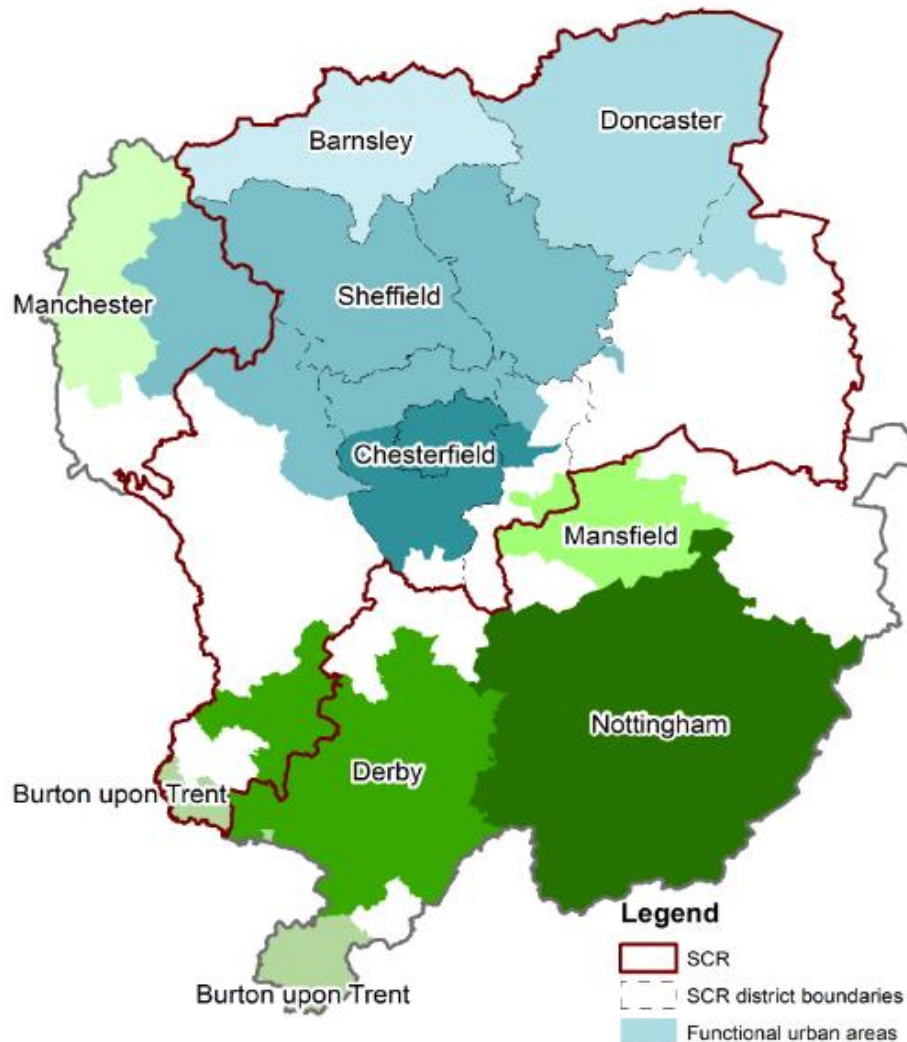 Barnsley
Doncaster
Manchester
Sheffield
Chesterfield
Mansfield
Nottingham
Derby
Burton upon Trent
Burton upon Trent
Legend
SCR
SCR district boundaries
Functional urban areas